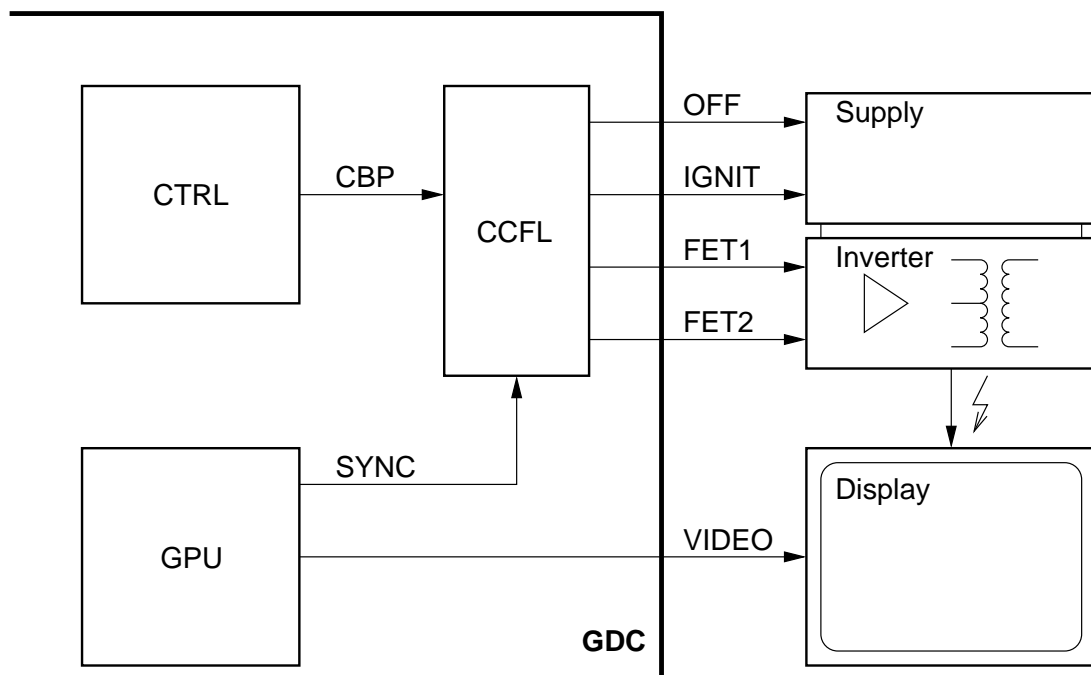 OFF
Supply
CTRL
CBP
CCFL
IGNIT
FET1
Inverter
FET2
SYNC
Display
GPU
VIDEO
GDC